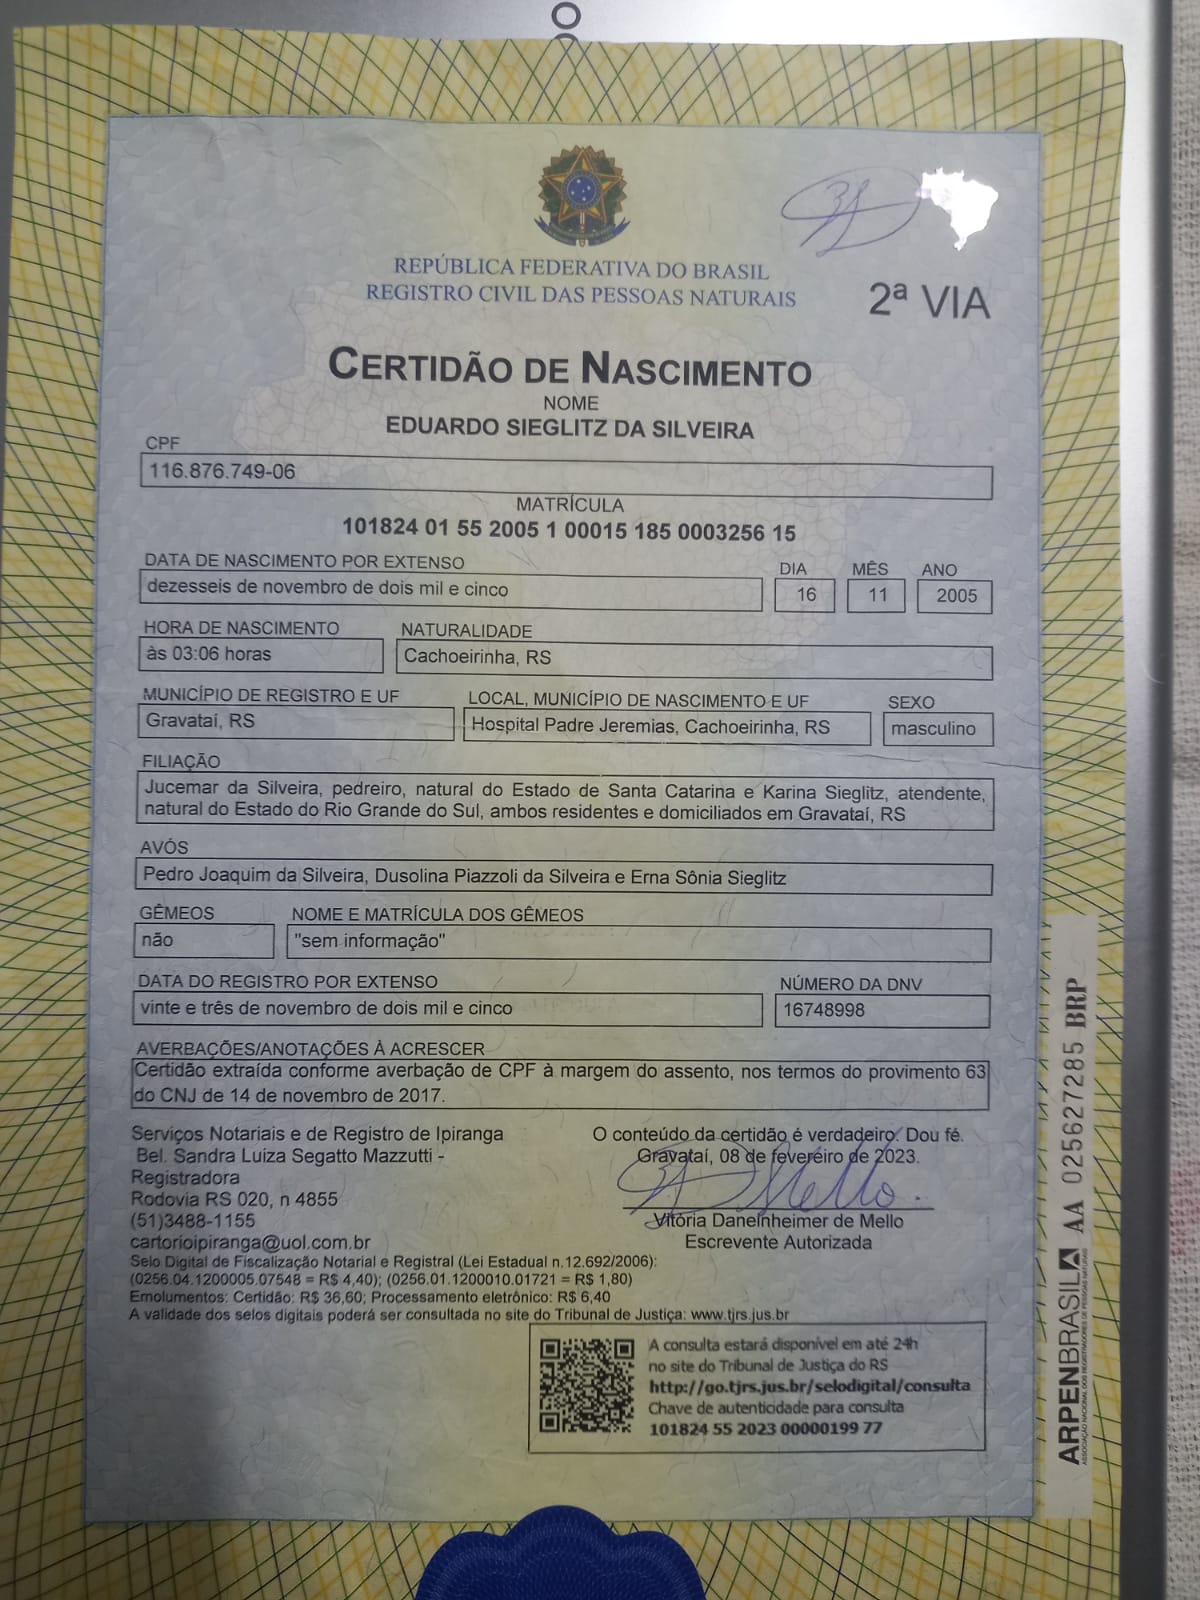 REPÚBLICA FEDERATIVA DO BRASIL
REGISTRO CIVIL DAS PESSOAS NATURAIS
2ª VIA
CERTIDÃO DE NASCIMENTO
NOME
EDUARDO SIEGLITZ DA SILVEIRA
CPF
116.876.749-06
MATRÍCULA
101824 01 55 2005 1 00015 185 0003256 15
DATA DE NASCIMENTO POR EXTENSO DIA MÊS ANO
dezesseis de novembro de dois mil e cinco 16 11 2005
HORA DE NASCIMENTO NATURALIDADE
às 03:06 horas Cachoeirinha, RS
MUNICÍPIO DE REGISTRO E UF LOCAL, MUNICÍPIO DE NASCIMENTO E UF SEXO
Gravataí, RS Hospital Padre Jeremias, Cachoeirinha, RS masculino
FILIAÇÃO
Jucemar da Silveira, pedreiro, natural do Estado de Santa Catarina e Karina Sieglitz, atendente,
natural do Estado do Rio Grande do Sul, ambos residentes e domiciliados em Gravataí, RS
AVÓS
Pedro Joaquim da Silveira, Dusolina Piazzoli da Silveira e Erna Sônia Sieglitz
GÊMEOS NOME E MATRÍCULA DOS GÊMEOS
não "sem informação"
DATA DO REGISTRO POR EXTENSO NÚMERO DA DNV
vinte e três de novembro de dois mil e cinco 16748998
AVERBAÇÕES/ANOTAÇÕES À ACRESCER
Certidão extraída conforme averbação de CPF à margem do assento, nos termos do provimento 63
do CNJ de 14 de novembro de 2017.
Serviços Notariais e de Registro de Ipiranga
Bel. Sandra Luiza Segatto Mazzutti -
Registradora
Rodovia RS 020, n 4855
(51)3488-1155
cartorioipiranga@uol.com.br
O conteúdo da certidão é verdadeiro. Dou fé.
Gravataí, 08 de fevereiro de 2023.
Mello
Vitória Danelnheimer de Mello
Escrevente Autorizada
Selo Digital de Fiscalização Notarial e Registral (Lei Estadual n.12.692/2006):
(0256.04.1200005.07548 = R$ 4,40); (0256.01.1200010.01721 = R$ 1,80)
Emolumentos: Certidão: R$ 36,60; Processamento eletrônico: R$ 6,40
A validade dos selos digitais poderá ser consultada no site do Tribunal de Justiça: www.tjrs.jus.br
A consulta estará disponível em até 24h
no site do Tribunal de Justiça do RS
http://go.tjrs.jus.br/selodigital/consulta
Chave de autenticidade para consulta
101824 55 2023 00000199 77
ARPENBRASIL AA 025627285 BRP
ASSOCIAÇÃO NACIONAL DOS REGISTRADORES DE PESSOAS NATURAIS